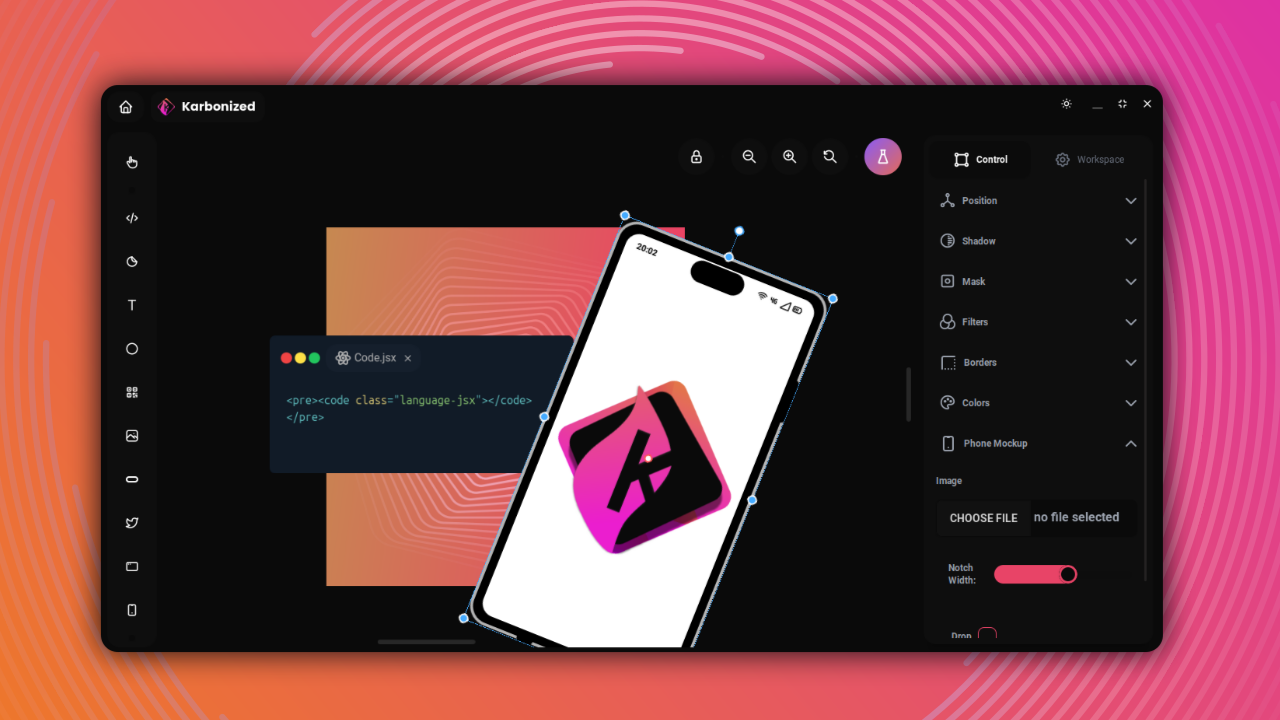 Karbonized
Control
Workspace
Position
Shadow
Mask
Filters
Borders
Colors
Phone Mockup
Image
CHOOSE FILE no file selected
Notch
Width:
Drop
T
Code.jsx ×
<pre><code class="language-jsx"></code>
</pre>
20:02